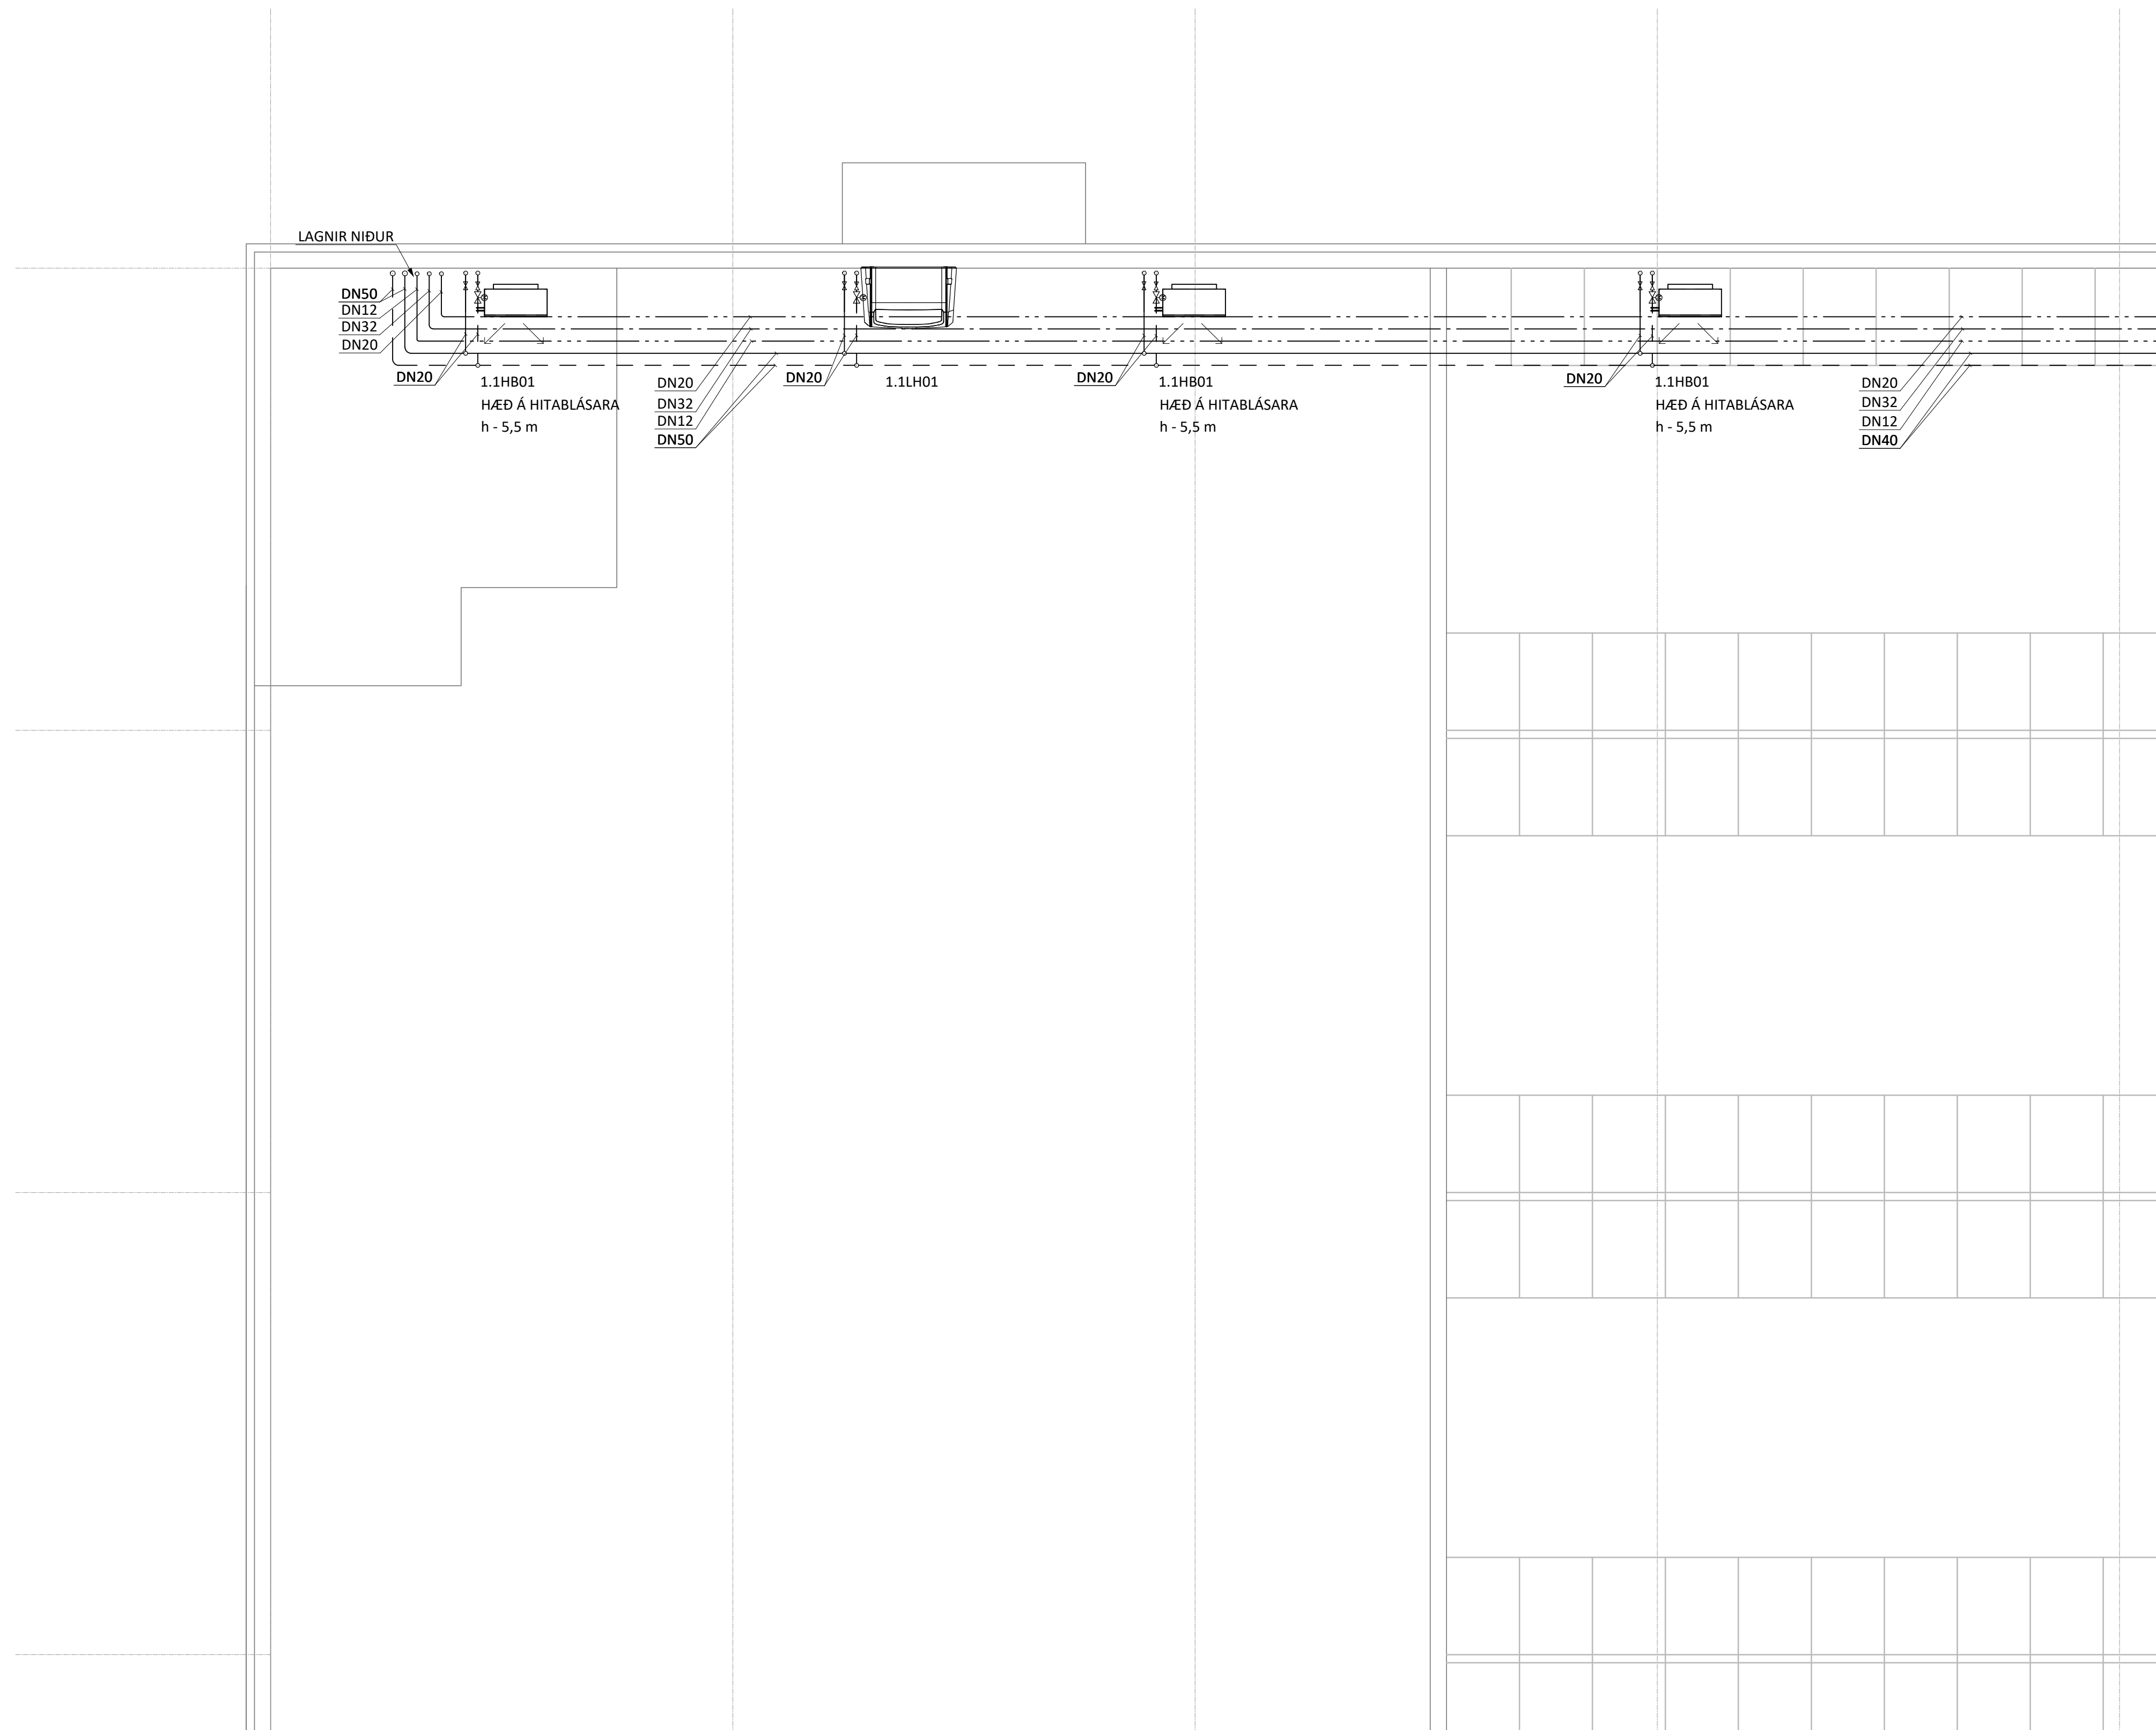 LAGNIR NIÐUR
DN50
DN12
DN32
DN20
DN20
1.1HB01
HÆÐ Á HITABLÁSARA
h - 5,5 m
DN20
DN32
DN12
DN50
DN20
1.1LH01
DN20
1.1HB01
HÆÐ Á HITABLÁSARA
h - 5,5 m
DN20
1.1HB01
HÆÐ Á HITABLÁSARA
h - 5,5 m
DN20
DN32
DN12
DN40